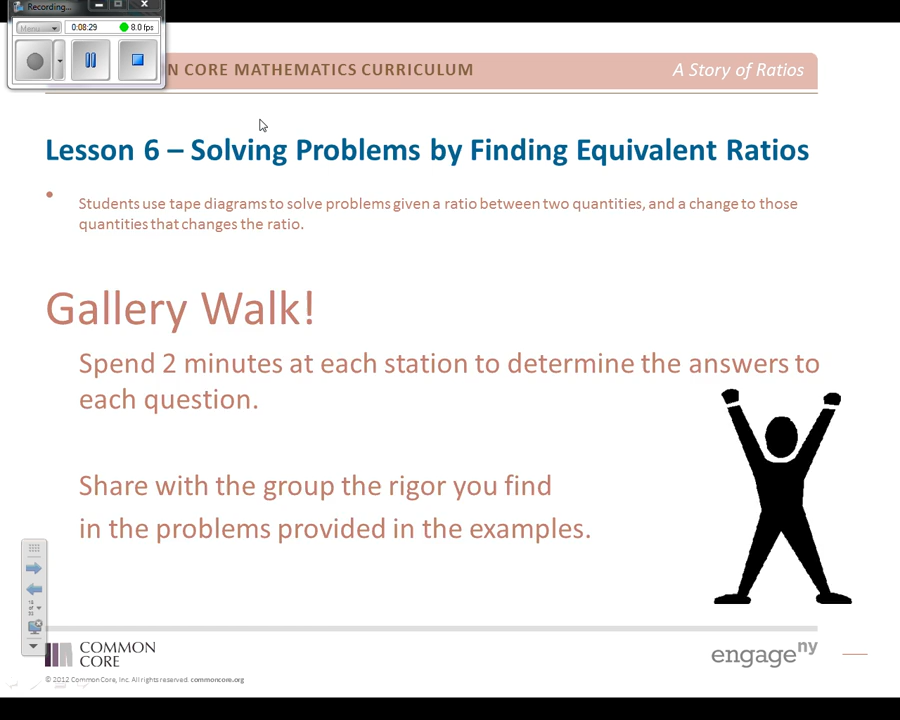 Recording...
Menu
0:08:29
8.0 fps
N CORE MATHEMATICS CURRICULUM
A Story of Ratios
Lesson 6 – Solving Problems by Finding Equivalent Ratios
• Students use tape diagrams to solve problems given a ratio between two quantities, and a change to those
quantities that changes the ratio.
Gallery Walk!
Spend 2 minutes at each station to determine the answers to
each question.
Share with the group the rigor you find
in the problems provided in the examples.
COMMON
CORE
engageny
© 2012 Common Core, Inc. All rights reserved. commoncore.org